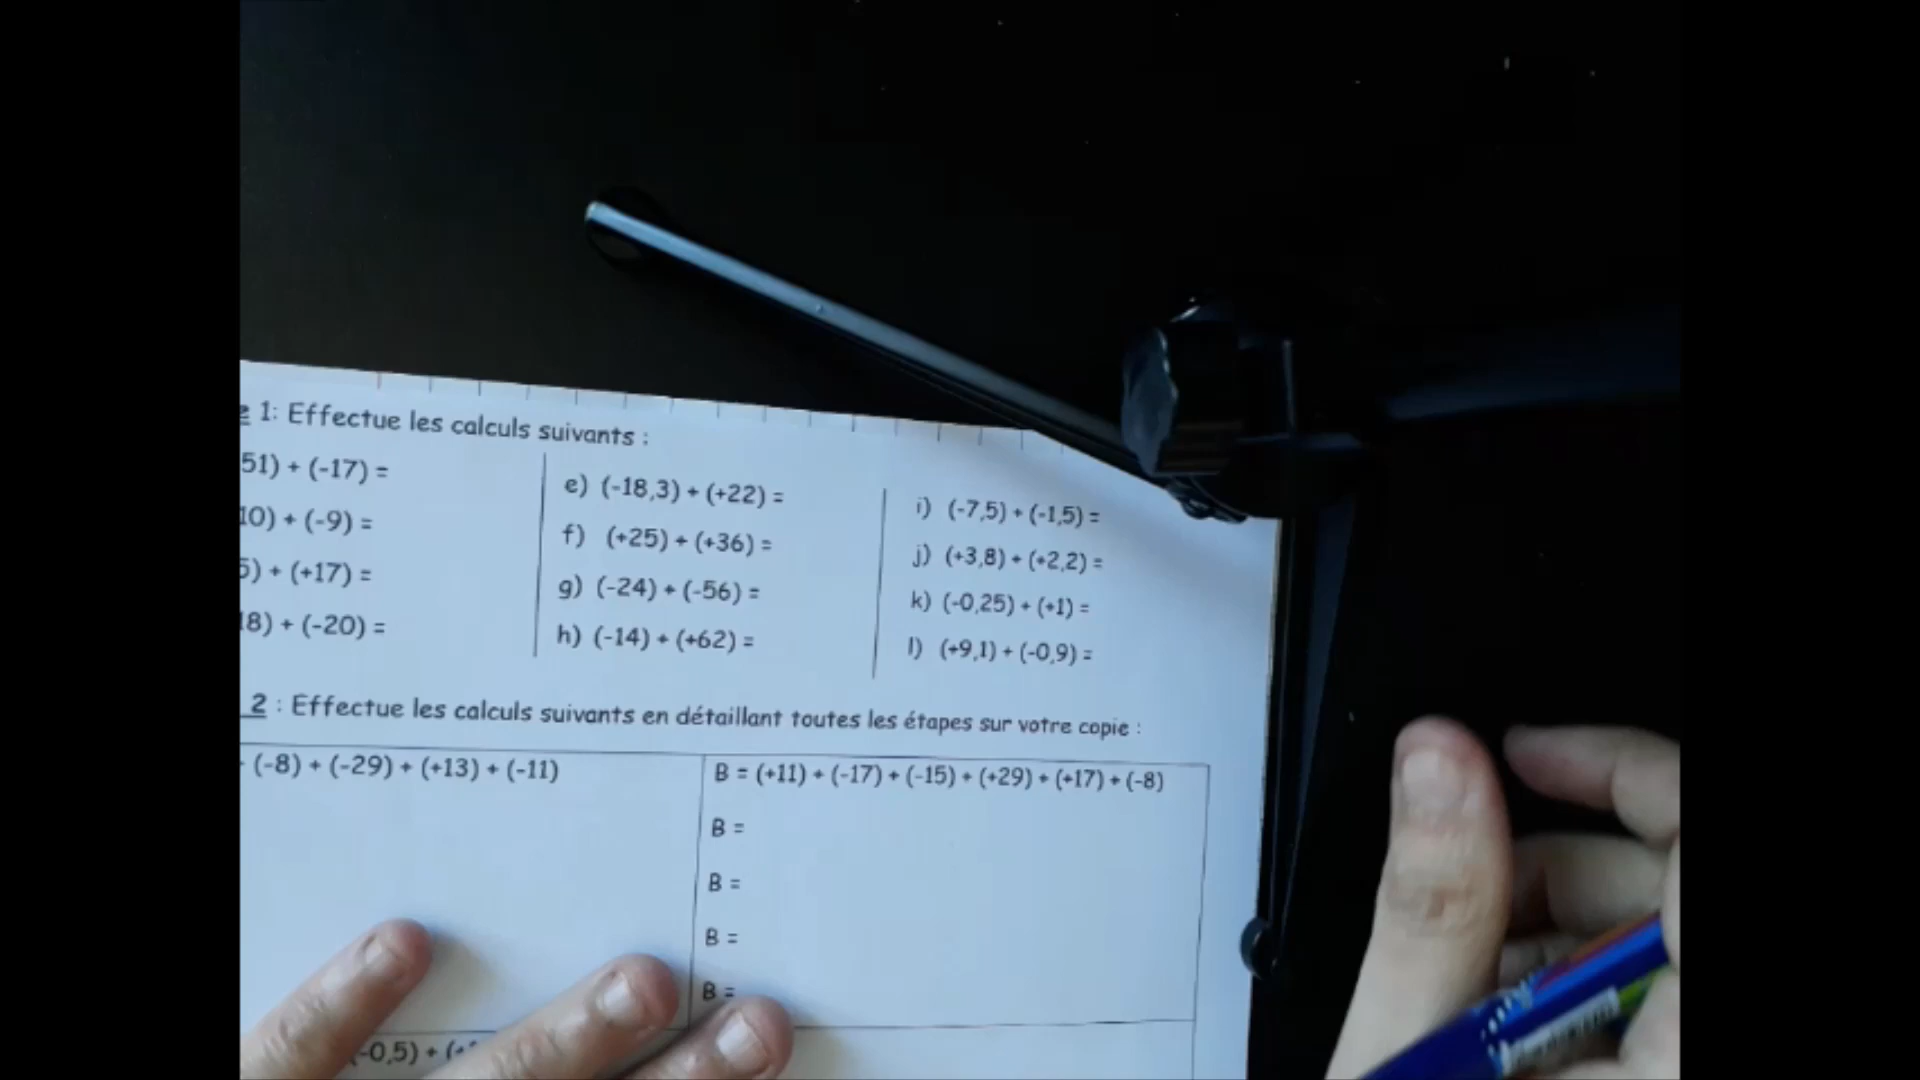 1: Effectue les calculs suivants :
51) + (-17) =
10) + (-9) =
5) + (+17) =
18) + (-20) =
e) (-18,3) + (+22) =
f) (+25) + (+36) =
g) (-24) + (-56) =
h) (-14) + (+62) =
i) (-7,5) + (-1,5) =
j) (+3,8) + (+2,2) =
k) (-0,25) + (+1) =
l) (+9,1) + (-0,9) =
2 : Effectue les calculs suivants en détaillant toutes les étapes sur votre copie :
(-8) + (-29) + (+13) + (-11)
B = (+11) + (-17) + (-15) + (+29) + (+17) + (-8)
B =
B =
B =
B =
(-0,5) + (+